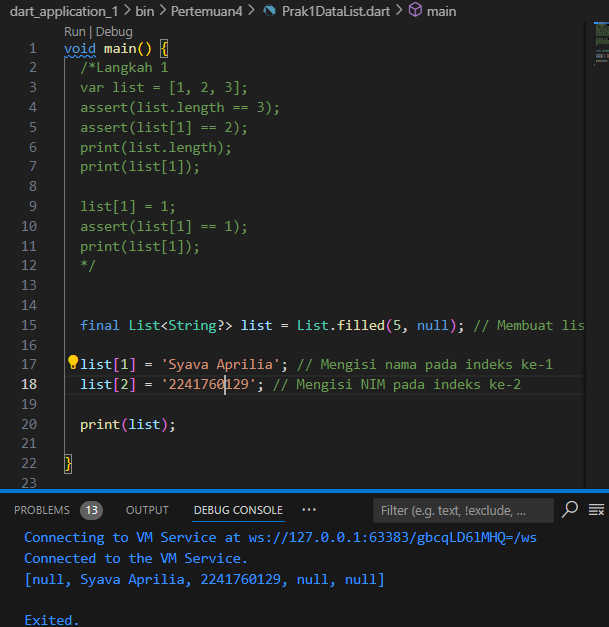 dart_application_1 > bin > Pertemuan4 > Prak1DataList.dart > main
Run | Debug
1 void main() {
2 /*Langkah 1
3 var list = [1, 2, 3];
4 assert(list.length == 3);
5 assert(list[1] == 2);
6 print(list.length);
7 print(list[1]);
8
9 list[1] = 1;
10 assert(list[1] == 1);
11 print(list[1]);
12 */
13
14
15 final List<String?> list = List.filled(5, null); // Membuat lis
16
17 list[1] = 'Syava Aprilia'; // Mengisi nama pada indeks ke-1
18 list[2] = '2241760129'; // Mengisi NIM pada indeks ke-2
19
20 print(list);
21
22 }
23
PROBLEMS 13 OUTPUT DEBUG CONSOLE ··· Filter (e.g. text, !exclude, ...
Connecting to VM Service at ws://127.0.0.1:63383/gbcqLD6lMHQ=/ws
Connected to the VM Service.
[null, Syava Aprilia, 2241760129, null, null]
Exited.